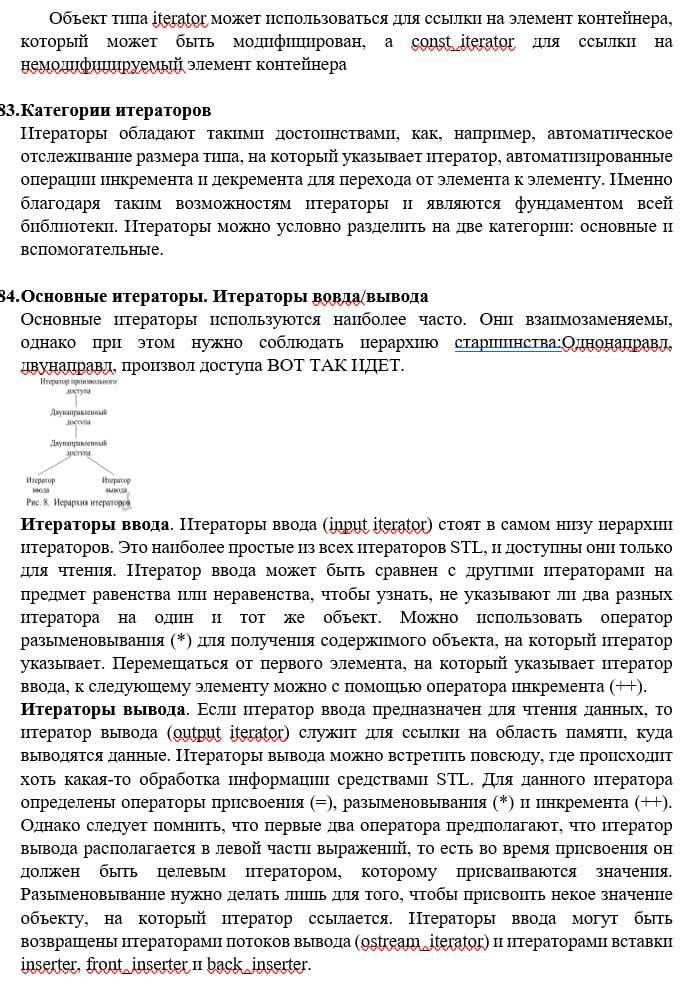 Объект типа iterator может использоваться для ссылки на элемент контейнера,
который может быть модифицирован, а const_iterator для ссылки на
немодифицируемый элемент контейнера
83.Категории итераторов
Итераторы обладают такими достоинствами, как, например, автоматическое
отслеживание размера типа, на который указывает итератор, автоматизированные
операции инкремента и декремента для перехода от элемента к элементу. Именно
благодаря таким возможностям итераторы и являются фундаментом всей
библиотеки. Итераторы можно условно разделить на две категории: основные и
вспомогательные.
84.Основные итераторы. Итераторы вовда/вывода
Основные итераторы используются наиболее часто. Они взаимозаменяемы,
однако при этом нужно соблюдать иерархию старшинства:Однонаправл,
двунаправл, произвол доступа ВОТ ТАК ИДЕТ.
Итератор произвольного
доступа
Двунаправленный
доступа
Двунаправленный
доступа
Итератор
ввода
Итератор
вывода
Рис. 8. Иерархия итераторов
Итераторы ввода. Итераторы ввода (input iterator) стоят в самом низу иерархии
итераторов. Это наиболее простые из всех итераторов STL, и доступны они только
для чтения. Итератор ввода может быть сравнен с другими итераторами на
предмет равенства или неравенства, чтобы узнать, не указывают ли два разных
итератора на один и тот же объект. Можно использовать оператор
разыменовывания (*) для получения содержимого объекта, на который итератор
указывает. Перемещаться от первого элемента, на который указывает итератор
ввода, к следующему элементу можно с помощью оператора инкремента (++).
Итераторы вывода. Если итератор ввода предназначен для чтения данных, то
итератор вывода (output iterator) служит для ссылки на область памяти, куда
выводятся данные. Итераторы вывода можно встретить повсюду, где происходит
хоть какая-то обработка информации средствами STL. Для данного итератора
определены операторы присвоения (=), разыменовывания (*) и инкремента (++).
Однако следует помнить, что первые два оператора предполагают, что итератор
вывода располагается в левой части выражений, то есть во время присвоения он
должен быть целевым итератором, которому присваиваются значения.
Разыменовывание нужно делать лишь для того, чтобы присвоить некое значение
объекту, на который итератор ссылается. Итераторы ввода могут быть
возвращены итераторами потоков вывода (ostream_iterator) и итераторами вставки
inserter, front_inserter и back_inserter.